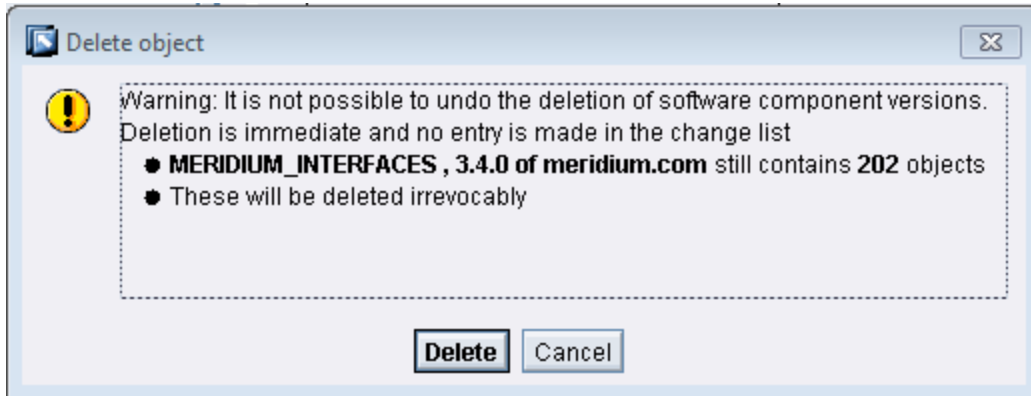 Delete object
Warning: It is not possible to undo the deletion of software component versions.
Deletion is immediate and no entry is made in the change list
● MERIDIUM_INTERFACES , 3.4.0 of meridium.com still contains 202 objects
● These will be deleted irrevocably
Delete Cancel